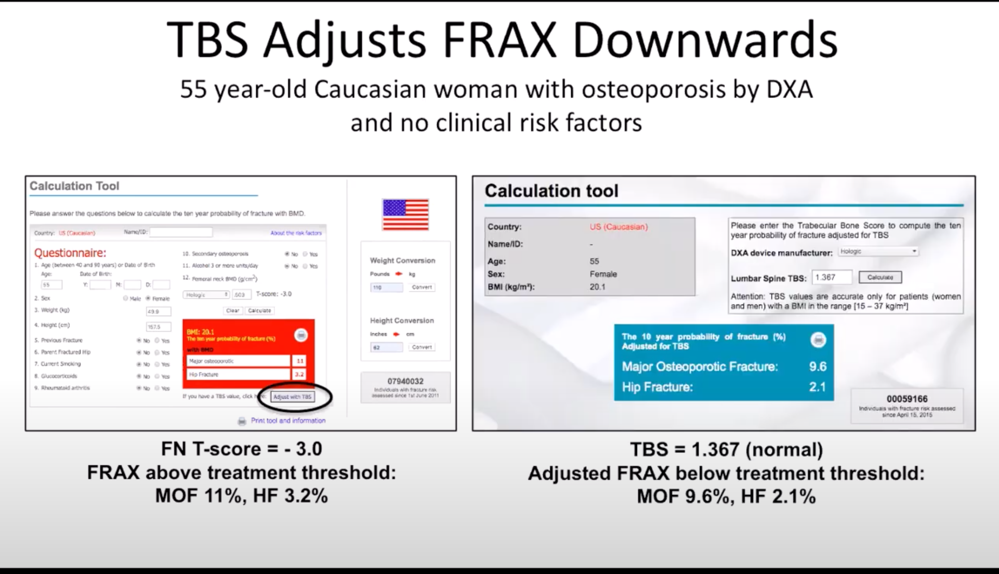 TBS Adjusts FRAX Downwards
55 year-old Caucasian woman with osteoporosis by DXA
and no clinical risk factors
Calculation Tool
Please answer the questions below to calculate the ten year probability of fracture with BMD.
Country: US (Caucasian) Name/ID: About the risk factors
Questionnaire:
1. Age (between 40 and 90 years) or Date of Birth
Age: Date of Birth:
55 Y: M: D:
2. Sex Male Female
3. Weight (kg) 49.9
4. Height (cm) 157.5
5. Previous Fracture No Yes
6. Parent Fractured Hip No Yes
7. Current Smoking No Yes
8. Glucocorticoids No Yes
9. Rheumatoid arthritis No Yes
10. Secondary osteoporosis No Yes
11. Alcohol 3 or more units/day No Yes
12. Femoral neck BMD (g/cm²)
Hologic .503 T-score: -3.0
Clear Calculate
BMI: 20.1
The ten year probability of fracture (%)
with BMD
Major osteoporotic 11
Hip Fracture 3.2
If you have a TBS value, click here: Adjust with TBS
Print tool and information
Weight Conversion
Pounds kg
110 Convert
Height Conversion
Inches cm
62 Convert
07940032
Individuals with fracture risk
assessed since 1st June 2011
FN T-score = - 3.0
FRAX above treatment threshold:
MOF 11%, HF 3.2%
Calculation tool
Country: US (Caucasian)
Name/ID: -
Age: 55
Sex: Female
BMI (kg/m²): 20.1
Please enter the Trabecular Bone Score to compute the ten
year probability of fracture adjusted for TBS
DXA device manufacturer: Hologic
Lumbar Spine TBS: 1.367 Calculate
Attention: TBS values are accurate only for patients (women
and men) with a BMI in the range [15 – 37 kg/m²]
The 10 year probability of fracture (%)
Adjusted for TBS
Major Osteoporotic Fracture: 9.6
Hip Fracture: 2.1
00059166
Individuals with fracture risk assessed
since April 15, 2015
TBS = 1.367 (normal)
Adjusted FRAX below treatment threshold:
MOF 9.6%, HF 2.1%